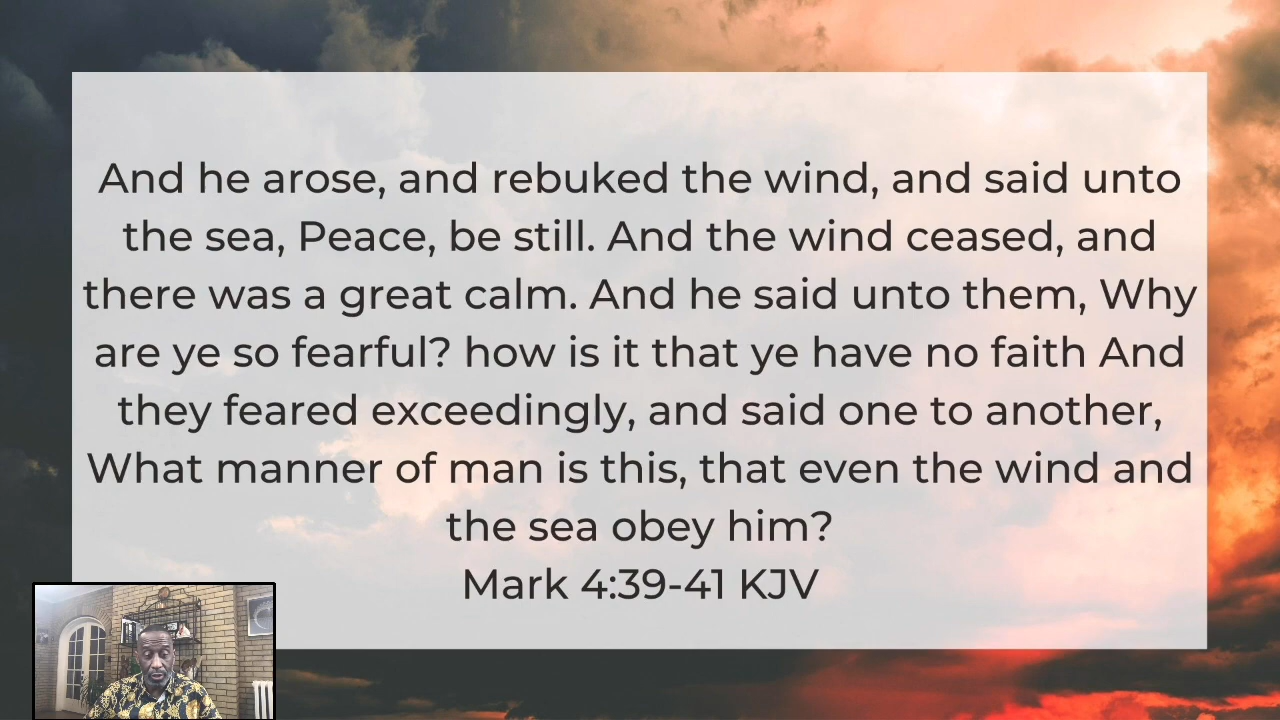 And he arose, and rebuked the wind, and said unto
the sea, Peace, be still. And the wind ceased, and
there was a great calm. And he said unto them, Why
are ye so fearful? how is it that ye have no faith And
they feared exceedingly, and said one to another,
What manner of man is this, that even the wind and
the sea obey him?
Mark 4:39-41 KJV